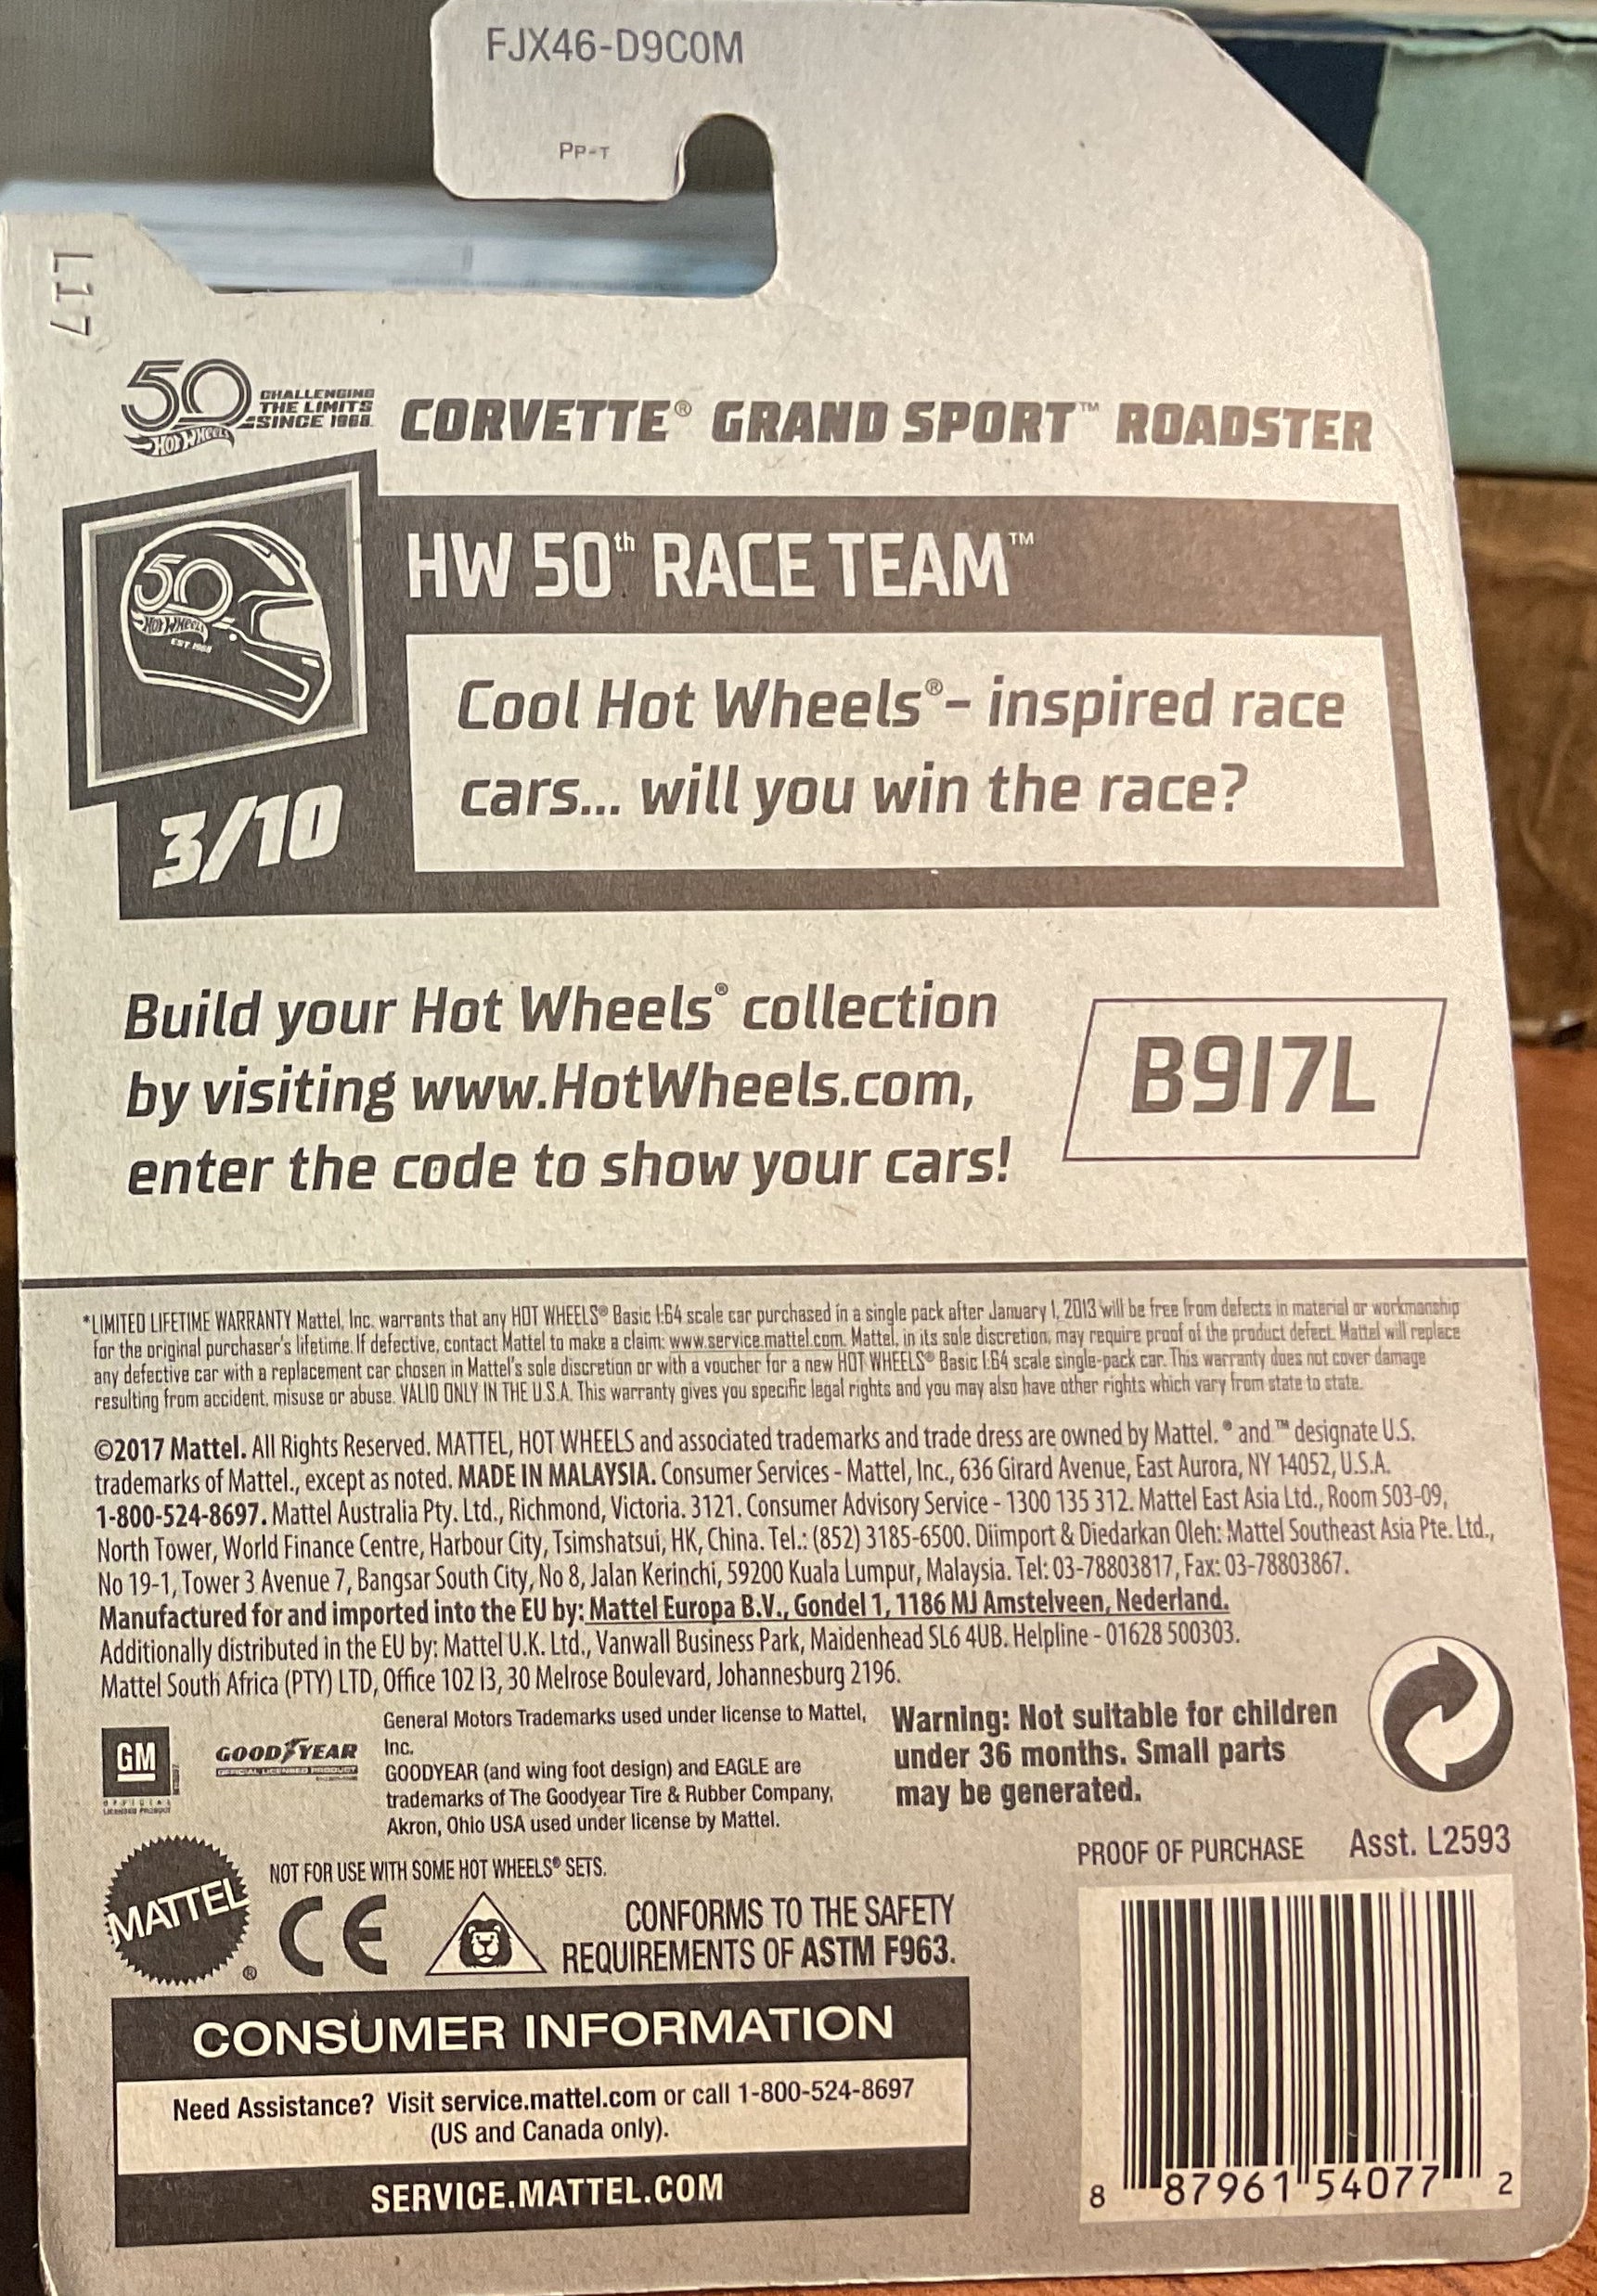 FJX46-D9C0M
PP-T
L17
50
CHALLENGING
THE LIMITS
SINCE 1968.
HOT WHEELS
CORVETTE® GRAND SPORT™ ROADSTER
HW 50th RACE TEAM™
50
HOT WHEELS
EST. 1968
Cool Hot Wheels®- inspired race
cars... will you win the race?
3/10
Build your Hot Wheels® collection
by visiting www.HotWheels.com,
enter the code to show your cars!
B917L
*LIMITED LIFETIME WARRANTY Mattel, Inc. warrants that any HOT WHEELS® Basic 1:64 scale car purchased in a single pack after January 1, 2013 will be free from defects in material or workmanship
for the original purchaser's lifetime. If defective, contact Mattel to make a claim: www.service.mattel.com. Mattel, in its sole discretion, may require proof of the product defect. Mattel will replace
any defective car with a replacement car chosen in Mattel's sole discretion or with a voucher for a new HOT WHEELS® Basic 1:64 scale single-pack car. This warranty does not cover damage
resulting from accident, misuse or abuse. VALID ONLY IN THE U.S.A. This warranty gives you specific legal rights and you may also have other rights which vary from state to state.
©2017 Mattel. All Rights Reserved. MATTEL, HOT WHEELS and associated trademarks and trade dress are owned by Mattel. ® and ™ designate U.S.
trademarks of Mattel., except as noted. MADE IN MALAYSIA. Consumer Services - Mattel, Inc., 636 Girard Avenue, East Aurora, NY 14052, U.S.A.
1-800-524-8697. Mattel Australia Pty. Ltd., Richmond, Victoria. 3121. Consumer Advisory Service - 1300 135 312. Mattel East Asia Ltd., Room 503-09,
North Tower, World Finance Centre, Harbour City, Tsimshatsui, HK, China. Tel.: (852) 3185-6500. Diimport & Diedarkan Oleh: Mattel Southeast Asia Pte. Ltd.,
No 19-1, Tower 3 Avenue 7, Bangsar South City, No 8, Jalan Kerinchi, 59200 Kuala Lumpur, Malaysia. Tel: 03-78803817, Fax: 03-78803867.
Manufactured for and imported into the EU by: Mattel Europa B.V., Gondel 1, 1186 MJ Amstelveen, Nederland.
Additionally distributed in the EU by: Mattel U.K. Ltd., Vanwall Business Park, Maidenhead SL6 4UB. Helpline - 01628 500303.
Mattel South Africa (PTY) LTD, Office 102 I3, 30 Melrose Boulevard, Johannesburg 2196.
GM
OFFICIAL
LICENSED PRODUCT
GOODYEAR
OFFICIAL LICENSED PRODUCT
General Motors Trademarks used under license to Mattel,
Inc.
GOODYEAR (and wing foot design) and EAGLE are
trademarks of The Goodyear Tire & Rubber Company,
Akron, Ohio USA used under license by Mattel.
Warning: Not suitable for children
under 36 months. Small parts
may be generated.
PROOF OF PURCHASE Asst. L2593
NOT FOR USE WITH SOME HOT WHEELS® SETS.
MATTEL®
CE
CONFORMS TO THE SAFETY
REQUIREMENTS OF ASTM F963.
CONSUMER INFORMATION
Need Assistance? Visit service.mattel.com or call 1-800-524-8697
(US and Canada only).
SERVICE.MATTEL.COM
8 87961 54077 2